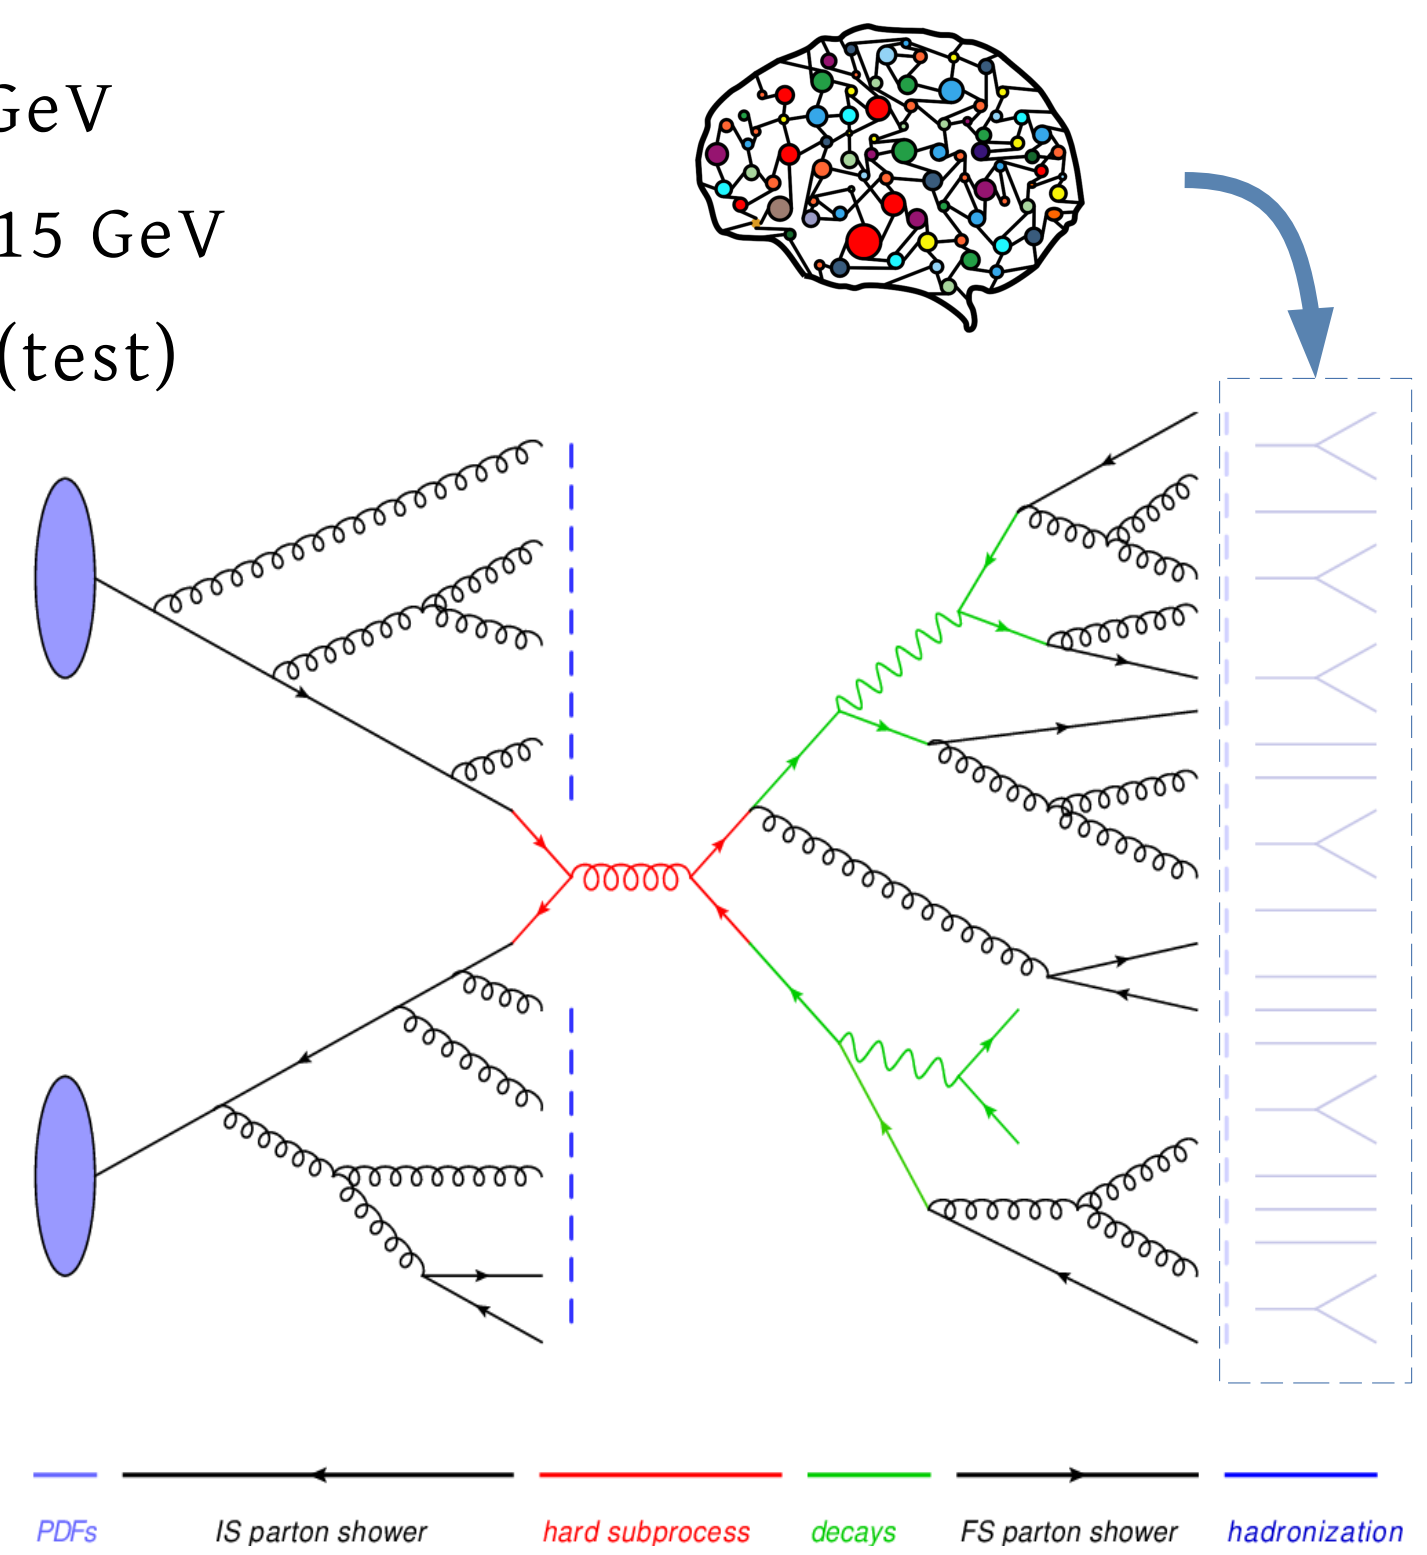 GeV
15 GeV
(test)
PDFs IS parton shower hard subprocess decays FS parton shower hadronization